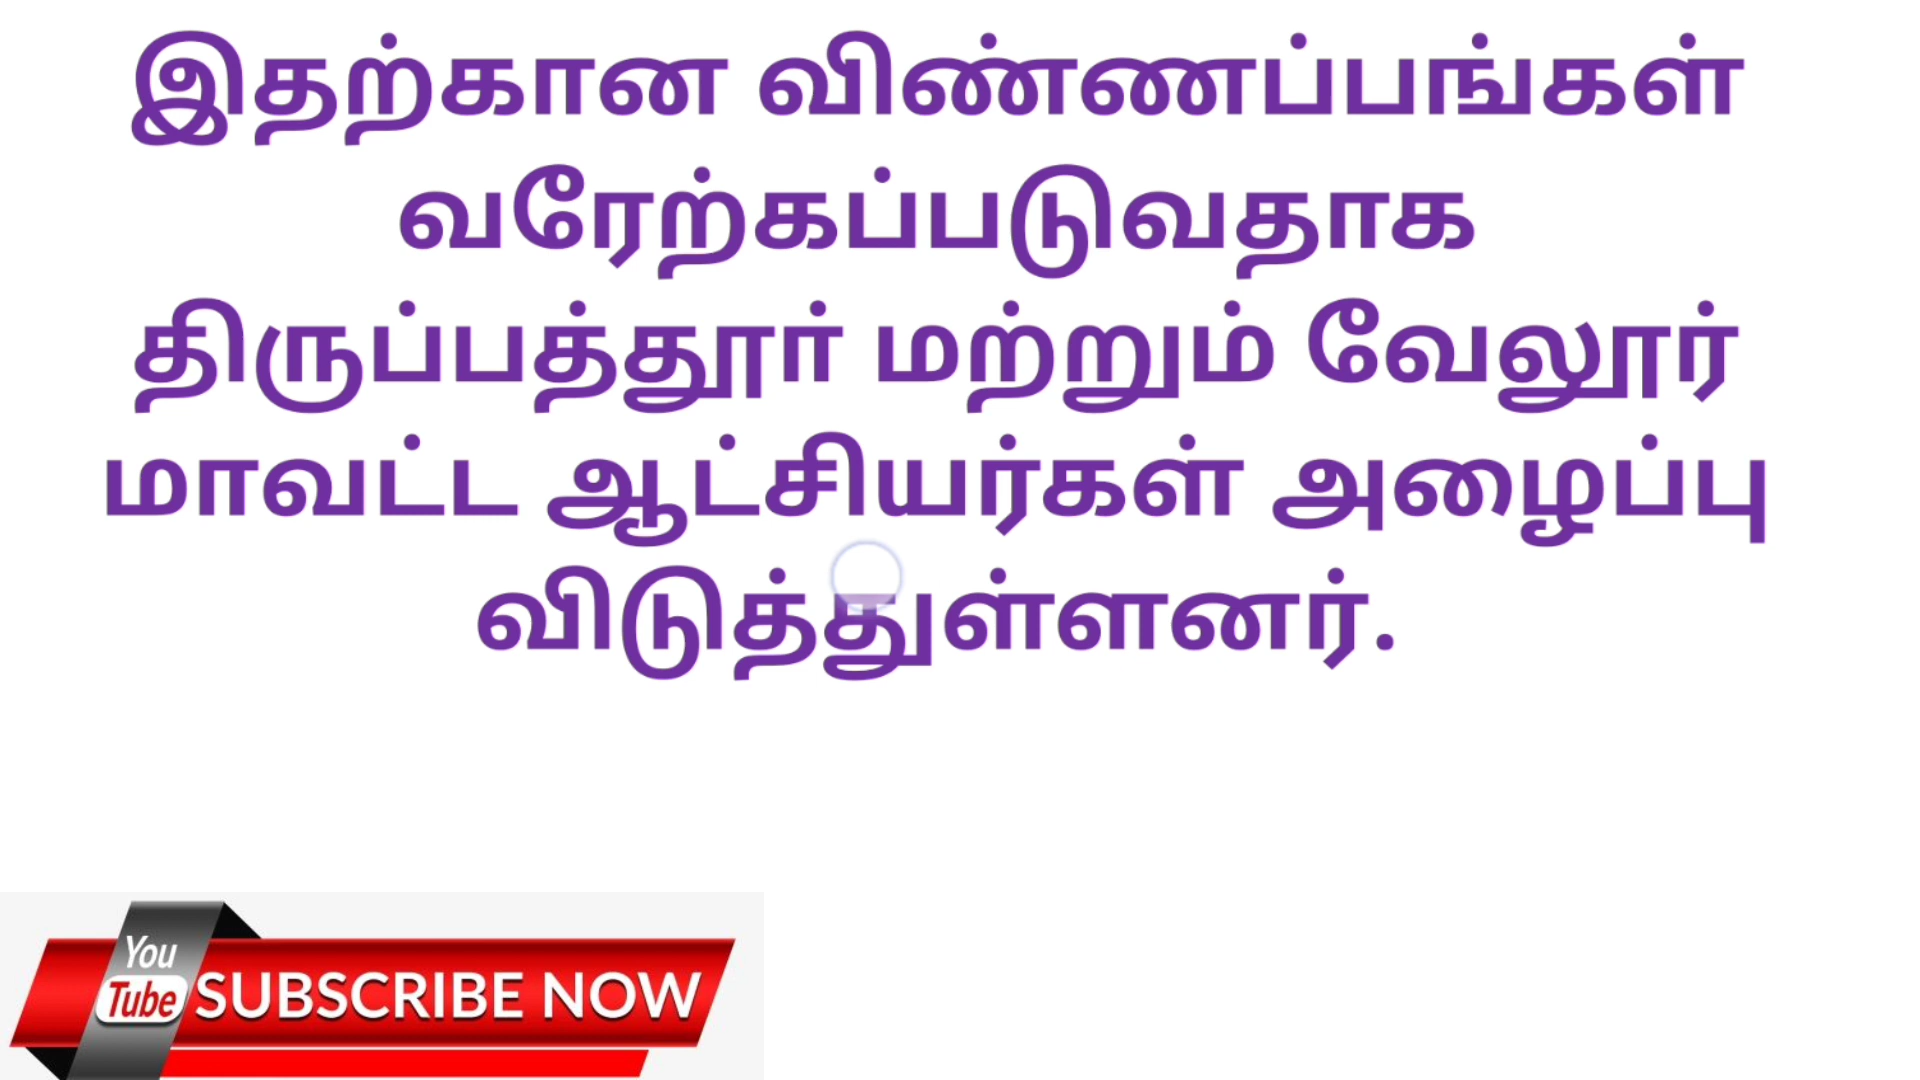 இதற்கான விண்ணப்பங்கள்
வரேற்கப்படுவதாக
திருப்பத்தூர் மற்றும் வேலூர்
மாவட்ட ஆட்சியர்கள் அழைப்பு
விடுத்துள்ளனர்.
You
Tube SUBSCRIBE NOW